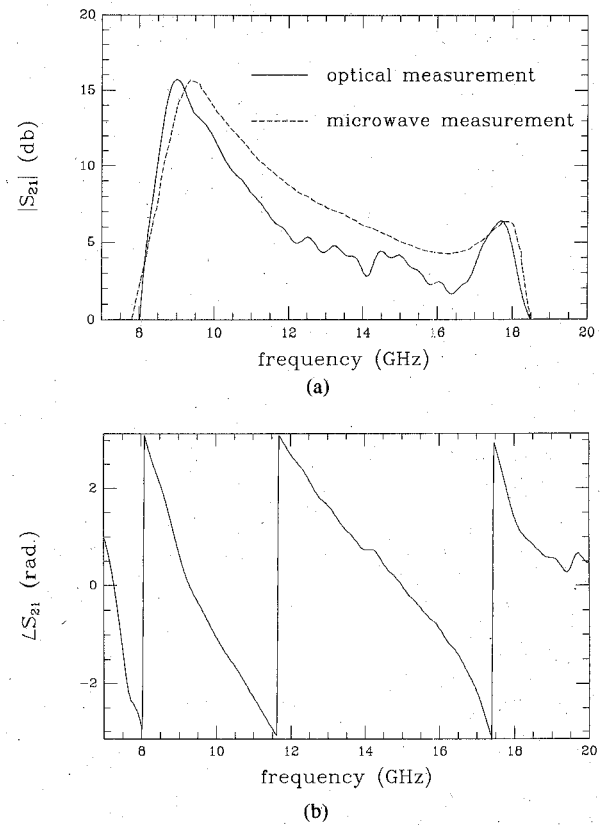 20
15
10
5
0
|S21| (db)
optical measurement
microwave measurement
8 10 12 14 16 18 20
frequency (GHz)
(a)
2
0
−2
∠S21 (rad.)
8 10 12 14 16 18 20
frequency (GHz)
(b)